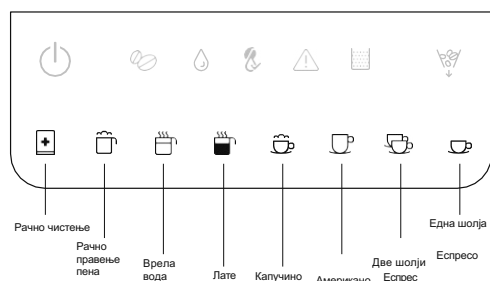 Рачно чистење
Рачно
правење
пена
Врела
вода
Лате
Капучино
Американо
Две шолји
Еспрес
Една шолја
Еспресо